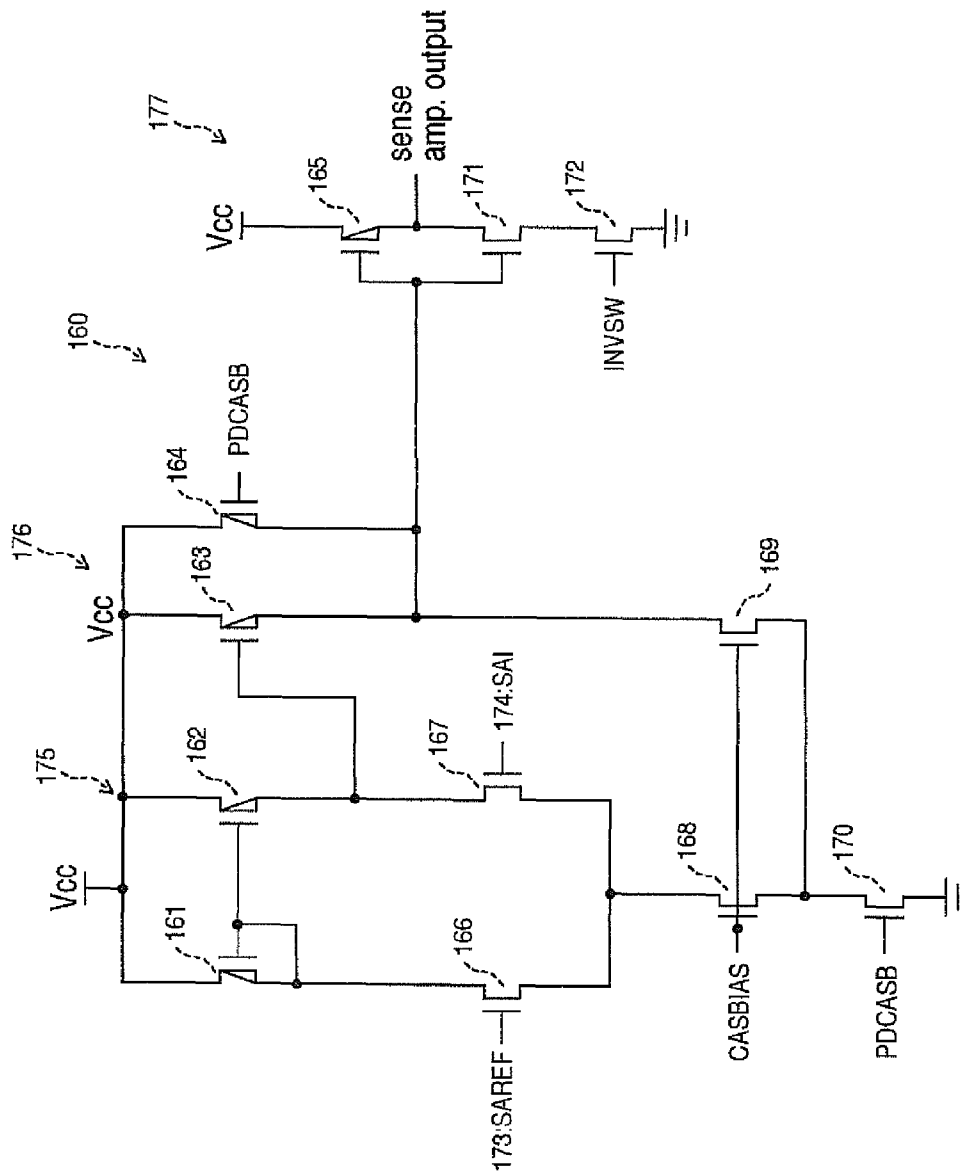 177
Vcc
165
sense
amp. output
171
172
INVSW
160
PDCASB
164
176
Vcc
163
169
175
162
174:SAI
167
Vcc
161
166
168
170
173:SAREF
CASBIAS
PDCASB